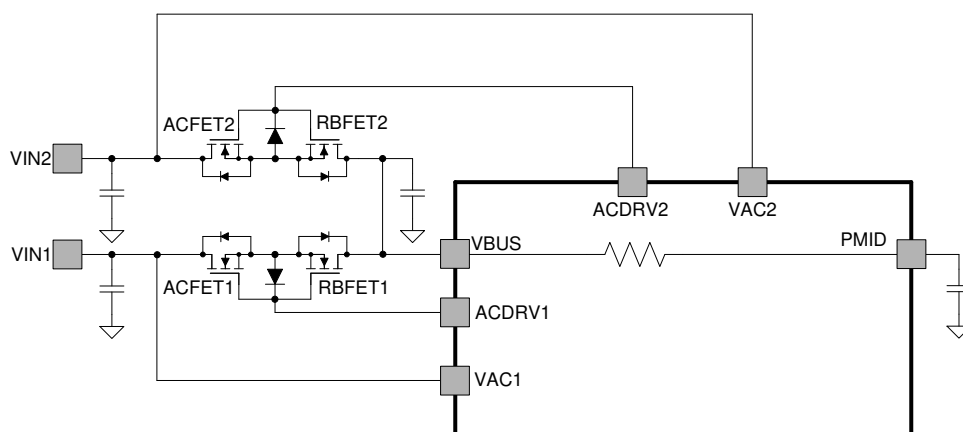 ACFET2
RBFET2
VIN2
ACDRV2
VAC2
VIN1
VBUS
PMID
ACFET1
RBFET1
ACDRV1
VAC1